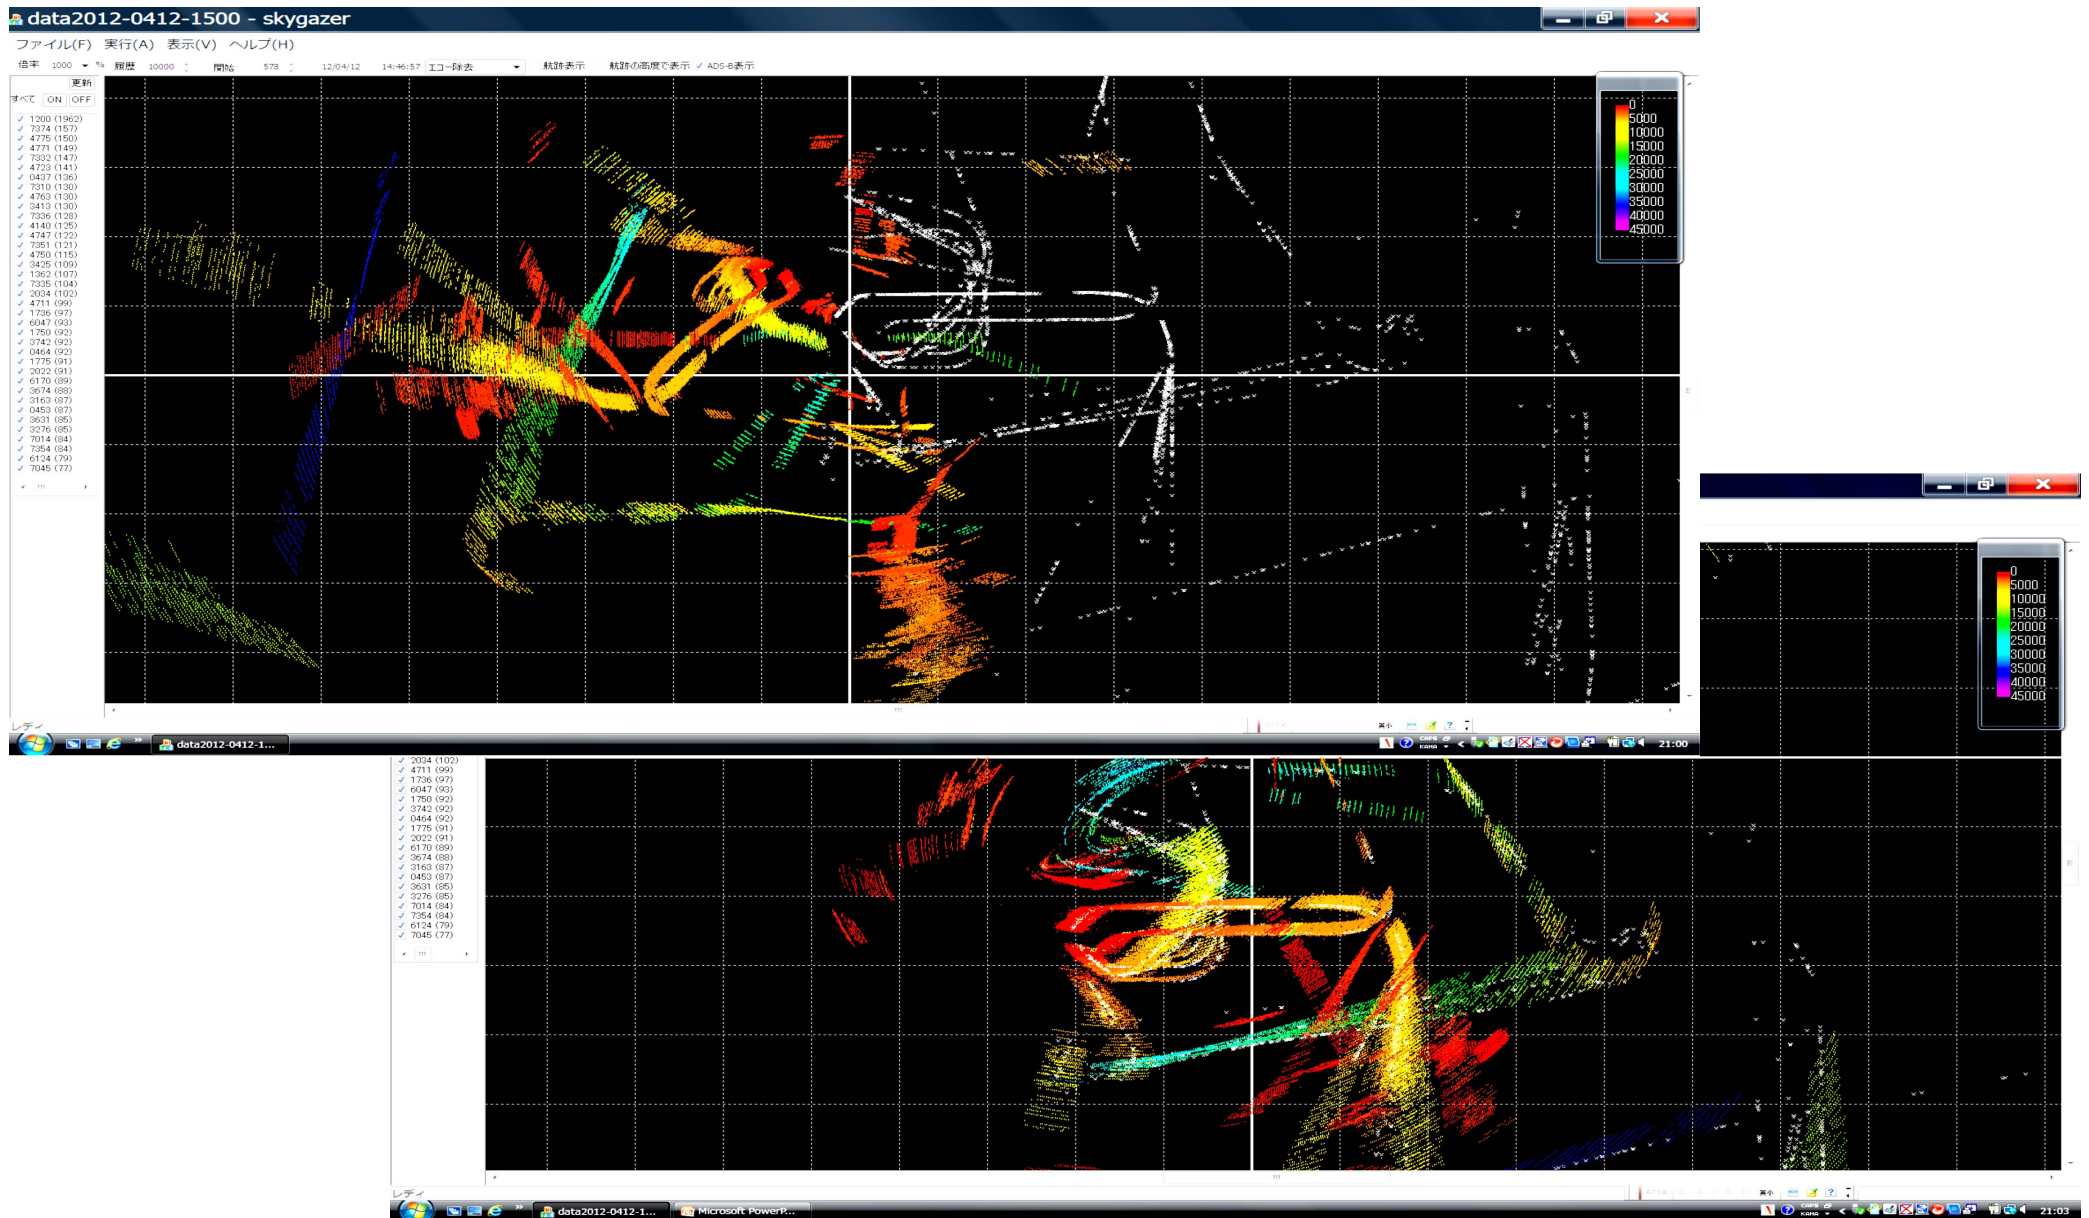 data2012-0412-1500 - skygazer
ファイル(F) 実行(A) 表示(V) ヘルプ(H)
倍率 1000 % 履歴 10000 開始 578 12/04/12 14:46:57 エコー除去 航跡表示 航跡の高度で表示 ✓ ADS-B表示
更新
すべて ON OFF
✓ 1200 (1962)
✓ 7374 (157)
✓ 4775 (150)
✓ 4771 (149)
✓ 7332 (147)
✓ 4723 (141)
✓ 0437 (136)
✓ 7310 (130)
✓ 4763 (130)
✓ 3413 (130)
✓ 7336 (128)
✓ 4140 (125)
✓ 4747 (122)
✓ 7351 (121)
✓ 4750 (115)
✓ 3425 (109)
✓ 1362 (107)
✓ 7335 (104)
✓ 2034 (102)
✓ 4711 (99)
✓ 1736 (97)
✓ 6047 (93)
✓ 1750 (92)
✓ 3742 (92)
✓ 0464 (92)
✓ 1775 (91)
✓ 2022 (91)
✓ 6170 (89)
✓ 3674 (88)
✓ 3163 (87)
✓ 0453 (87)
✓ 3631 (85)
✓ 3276 (85)
✓ 7014 (84)
✓ 7354 (84)
✓ 6124 (79)
✓ 7045 (77)
0
5000
10000
15000
20000
25000
30000
35000
40000
45000
レディ
data2012-0412-1...
CAPS
KANA
21:00
0
5000
10000
15000
20000
25000
30000
35000
40000
45000
✓ 2034 (102)
✓ 4711 (99)
✓ 1736 (97)
✓ 6047 (93)
✓ 1750 (92)
✓ 3742 (92)
✓ 0464 (92)
✓ 1775 (91)
✓ 2022 (91)
✓ 6170 (89)
✓ 3674 (88)
✓ 3163 (87)
✓ 0453 (87)
✓ 3631 (85)
✓ 3276 (85)
✓ 7014 (84)
✓ 7354 (84)
✓ 6124 (79)
✓ 7045 (77)
レディ
data2012-0412-1...
Microsoft PowerP...
CAPS
KANA
21:03